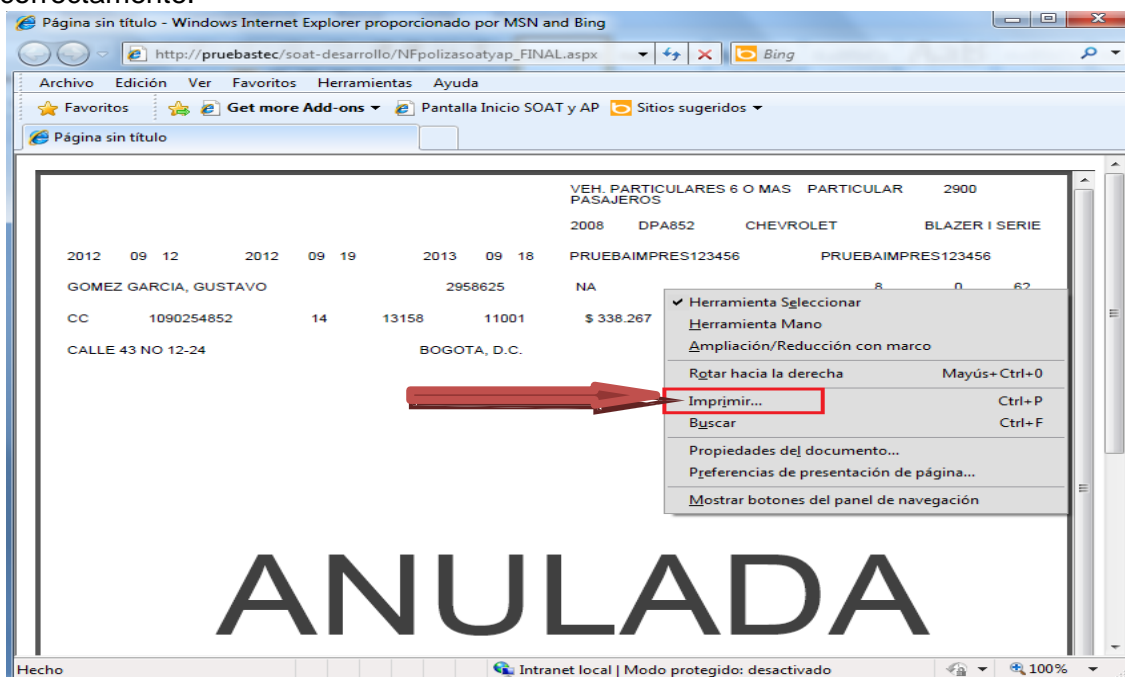 correctamente.
Página sin título - Windows Internet Explorer proporcionado por MSN and Bing
http://pruebastec/soat-desarrollo/NFpolizasoatyap_FINAL.aspx Bing
Archivo Edición Ver Favoritos Herramientas Ayuda
Favoritos Get more Add-ons Pantalla Inicio SOAT y AP Sitios sugeridos
Página sin título
VEH. PARTICULARES 6 O MAS PARTICULAR 2900
PASAJEROS
2008 DPA852 CHEVROLET BLAZER I SERIE
2012 09 12 2012 09 19 2013 09 18 PRUEBAIMPRES123456 PRUEBAIMPRES123456
GOMEZ GARCIA, GUSTAVO 2958625 NA 8 0 62
CC 1090254852 14 13158 11001 $ 338.267
CALLE 43 NO 12-24 BOGOTA, D.C.
Herramienta Seleccionar
Herramienta Mano
Ampliación/Reducción con marco
Rotar hacia la derecha Mayús+Ctrl+0
Imprimir... Ctrl+P
Buscar Ctrl+F
Propiedades del documento...
Preferencias de presentación de página...
Mostrar botones del panel de navegación
ANULADA
Hecho Intranet local | Modo protegido: desactivado 100%